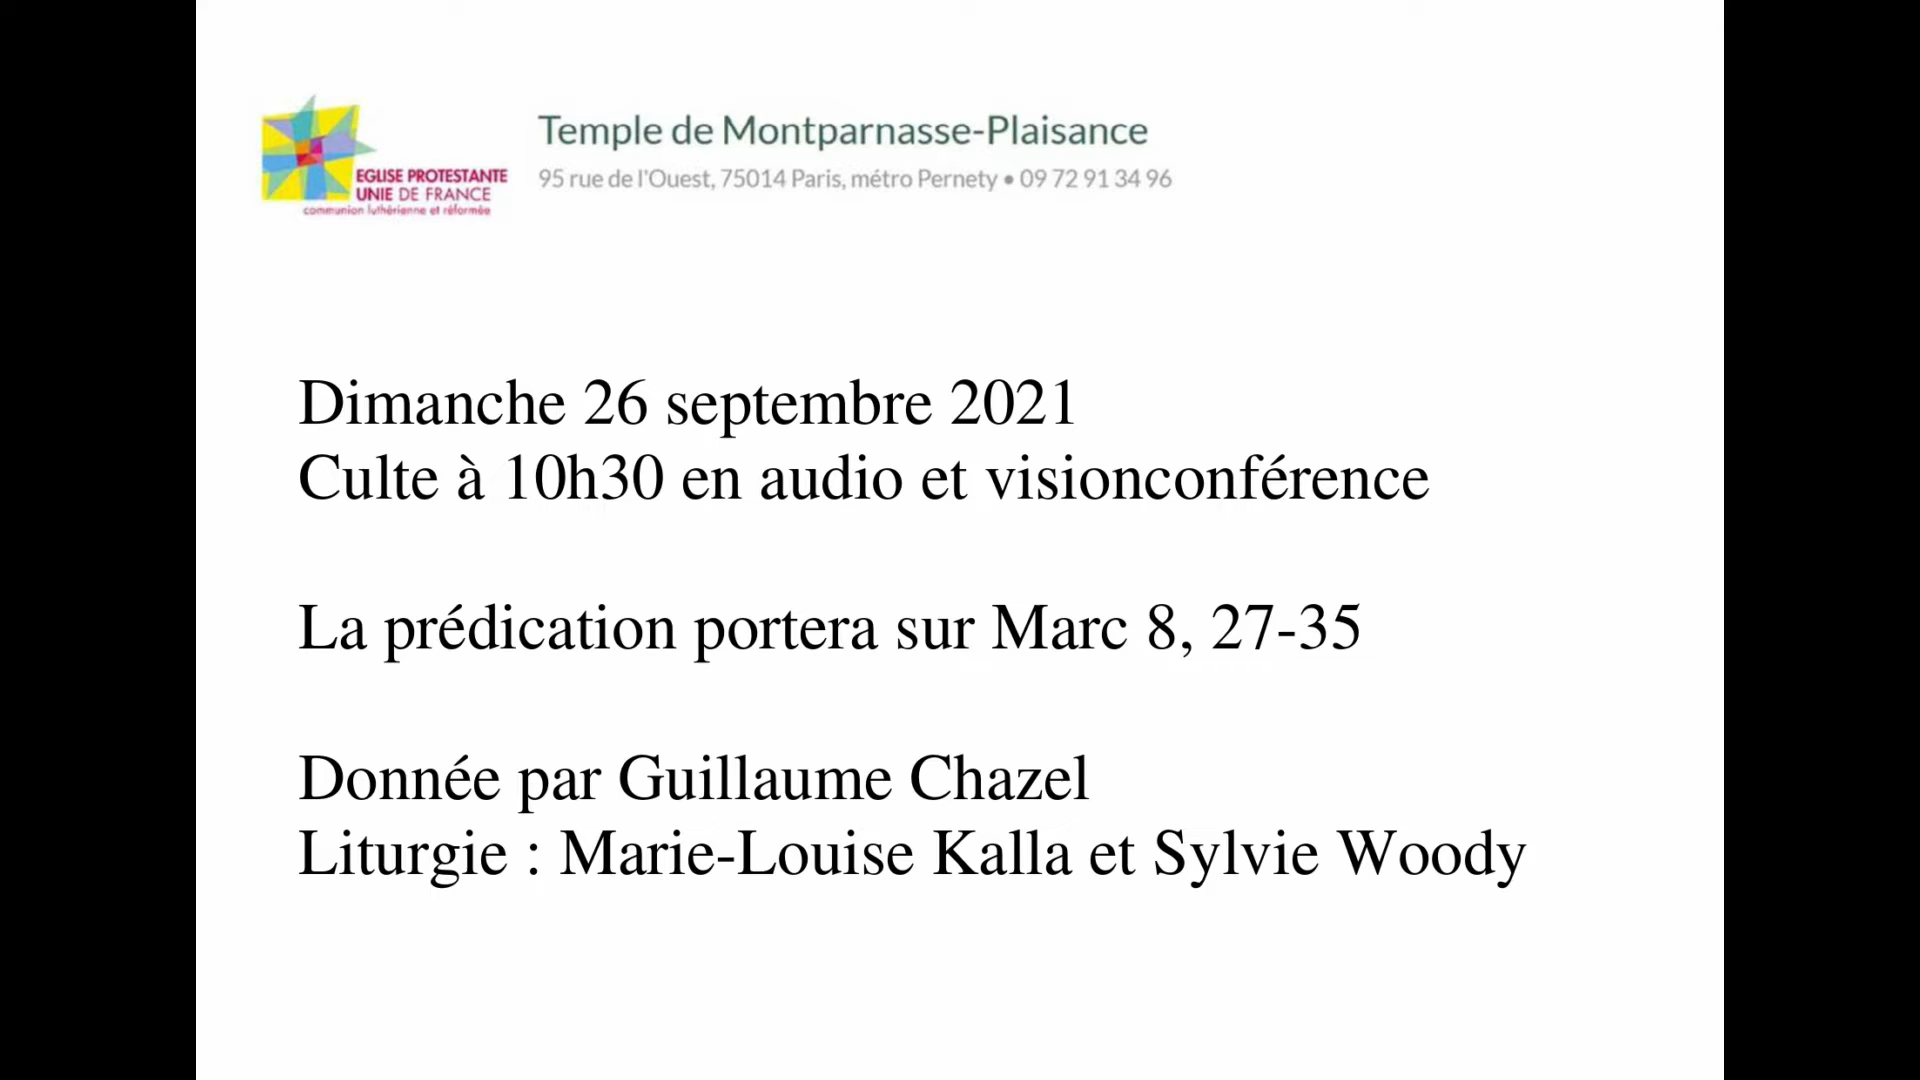 EGLISE PROTESTANTE
UNIE DE FRANCE
communion luthérienne et réformée
Temple de Montparnasse-Plaisance
95 rue de l'Ouest, 75014 Paris, métro Pernety • 09 72 91 34 96
Dimanche 26 septembre 2021
Culte à 10h30 en audio et visionconférence
La prédication portera sur Marc 8, 27-35
Donnée par Guillaume Chazel
Liturgie : Marie-Louise Kalla et Sylvie Woody